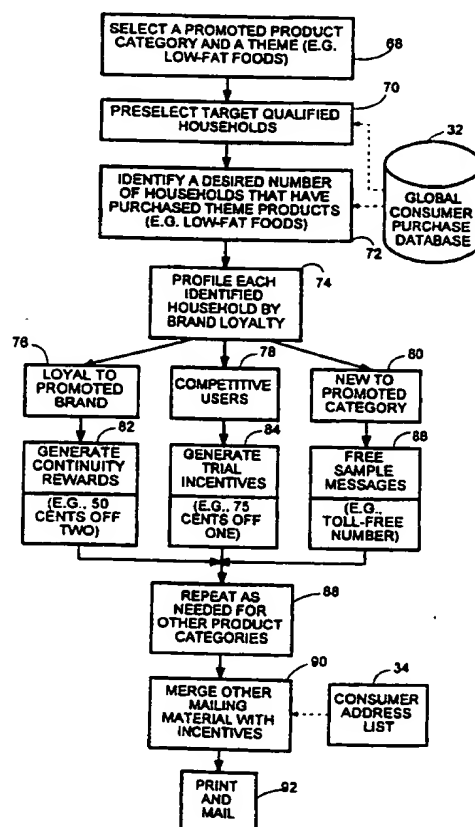 SELECT A PROMOTED PRODUCT
CATEGORY AND A THEME (E.G.
LOW-FAT FOODS)
68
70
PRESELECT TARGET QUALIFIED
HOUSEHOLDS
32
IDENTIFY A DESIRED NUMBER
OF HOUSEHOLDS THAT HAVE
PURCHASED THEME PRODUCTS
(E.G. LOW-FAT FOODS)
GLOBAL
CONSUMER
PURCHASE
DATABASE
72
74
PROFILE EACH
IDENTIFIED
HOUSEHOLD BY
BRAND LOYALTY
76
78
80
LOYAL TO
PROMOTED
BRAND
COMPETITIVE
USERS
NEW TO
PROMOTED
CATEGORY
82
84
88
GENERATE
CONTINUITY
REWARDS
(E.G., 50
CENTS OFF
TWO)
GENERATE
TRIAL
INCENTIVES
(E.G., 75
CENTS OFF
ONE)
FREE
SAMPLE
MESSAGES
(E.G.,
TOLL-FREE
NUMBER)
88
REPEAT AS
NEEDED FOR
OTHER PRODUCT
CATEGORIES
90
34
MERGE OTHER
MAILING
MATERIAL WITH
INCENTIVES
CONSUMER
ADDRESS
LIST
PRINT
AND
MAIL
92